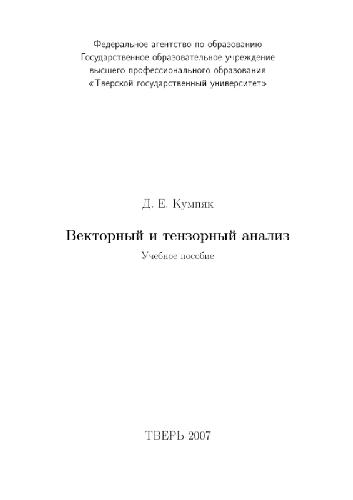 Федеральное агентство по образованию
Государственное образовательное учреждение
высшего профессионального образования
«Тверской государственный университет»
Д. Е. Кумпяк
Векторный и тензорный анализ
Учебное пособие
ТВЕРЬ 2007